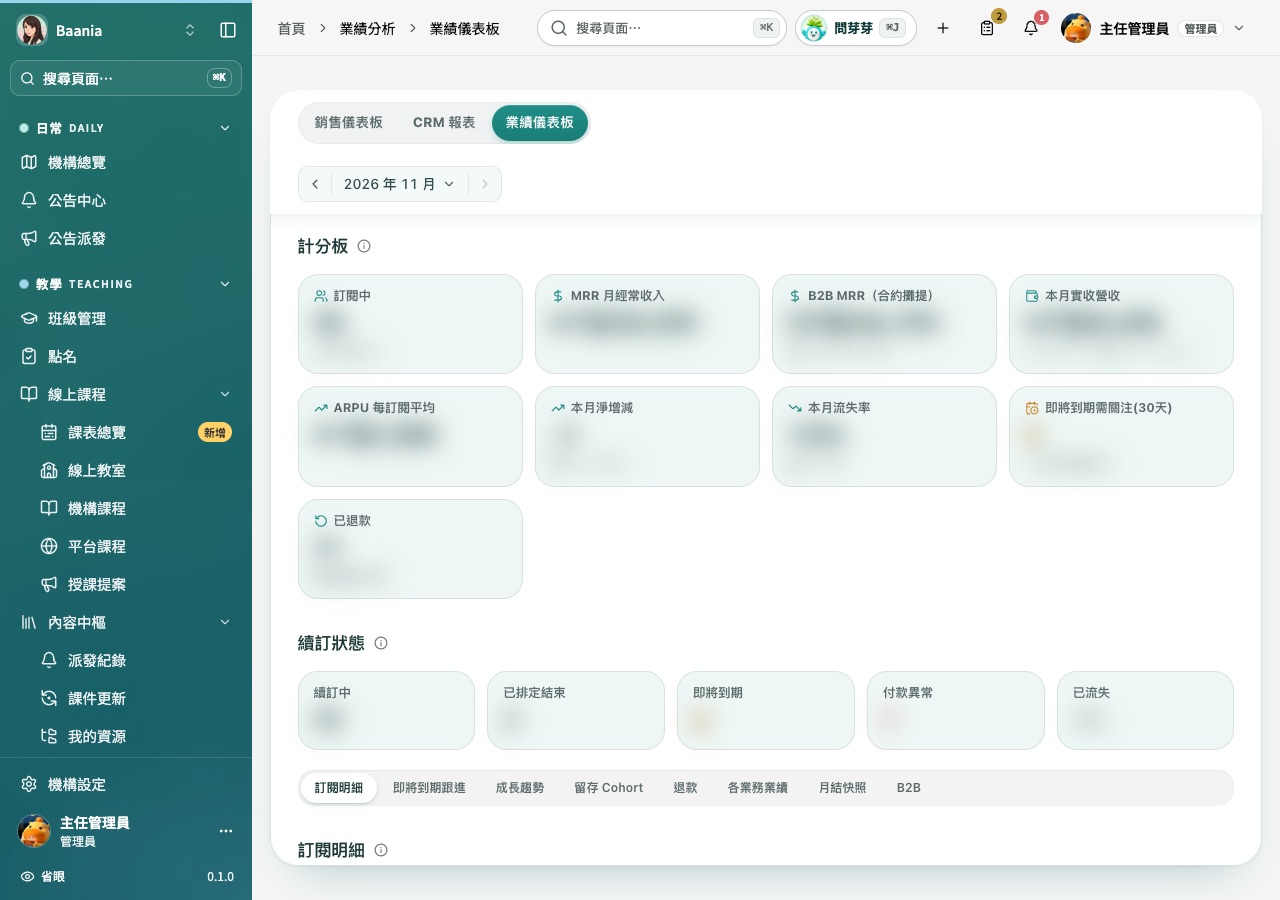 Baania
搜尋頁面… ⌘K
日常 DAILY
機構總覽
公告中心
公告派發
教學 TEACHING
班級管理
點名
線上課程
課表總覽 新增
線上教室
機構課程
平台課程
授課提案
內容中樞
派發紀錄
課件更新
我的資源
機構設定
主任管理員
管理員
省眼 0.1.0
首頁 > 業績分析 > 業績儀表板
搜尋頁面… ⌘K
問芽芽 ⌘J
2
1
主任管理員 管理員
銷售儀表板 CRM 報表 業績儀表板
2026 年 11 月
計分板
訂閱中
MRR 月經常收入
B2B MRR（合約攤提）
本月實收營收
ARPU 每訂閱平均
本月淨增減
本月流失率
即將到期需關注(30天)
已退款
續訂狀態
續訂中
已排定結束
即將到期
付款異常
已流失
訂閱明細 即將到期跟進 成長趨勢 留存 Cohort 退款 各業務業績 月結快照 B2B
訂閱明細